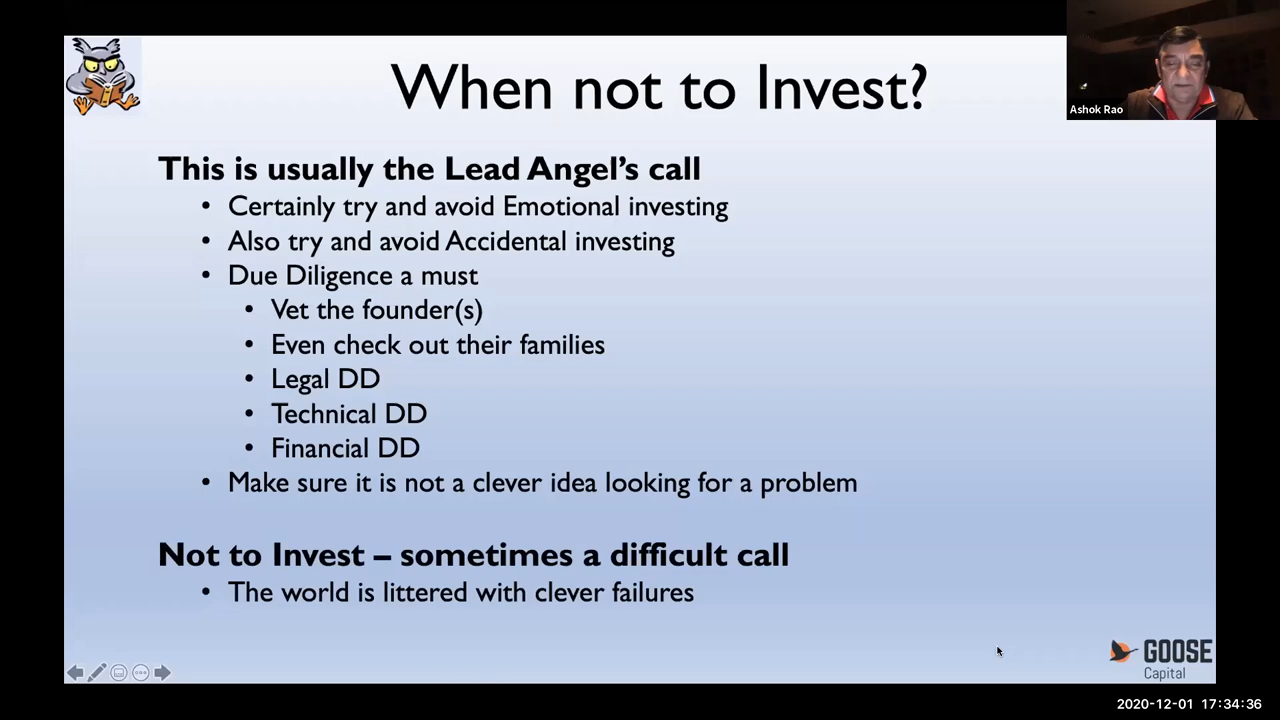 When not to Invest?
Ashok Rao
This is usually the Lead Angel's call
• Certainly try and avoid Emotional investing
• Also try and avoid Accidental investing
• Due Diligence a must
• Vet the founder(s)
• Even check out their families
• Legal DD
• Technical DD
• Financial DD
• Make sure it is not a clever idea looking for a problem
Not to Invest – sometimes a difficult call
• The world is littered with clever failures
GOOSE
Capital
2020-12-01 17:34:36